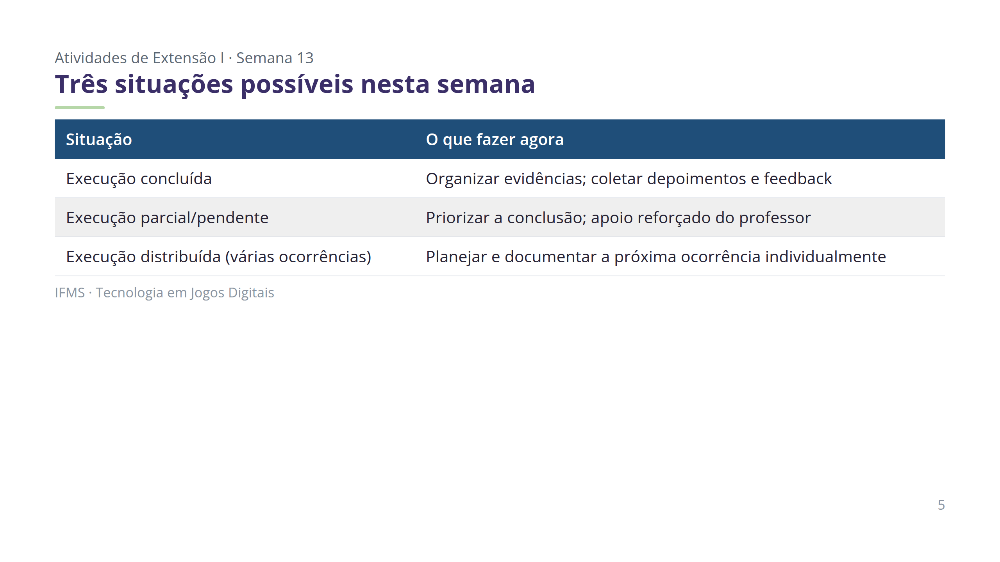 Atividades de Extensão I · Semana 13
Três situações possíveis nesta semana
Situação
O que fazer agora
Execução concluída
Organizar evidências; coletar depoimentos e feedback
Execução parcial/pendente
Priorizar a conclusão; apoio reforçado do professor
Execução distribuída (várias ocorrências)
Planejar e documentar a próxima ocorrência individualmente
IFMS · Tecnologia em Jogos Digitais
5